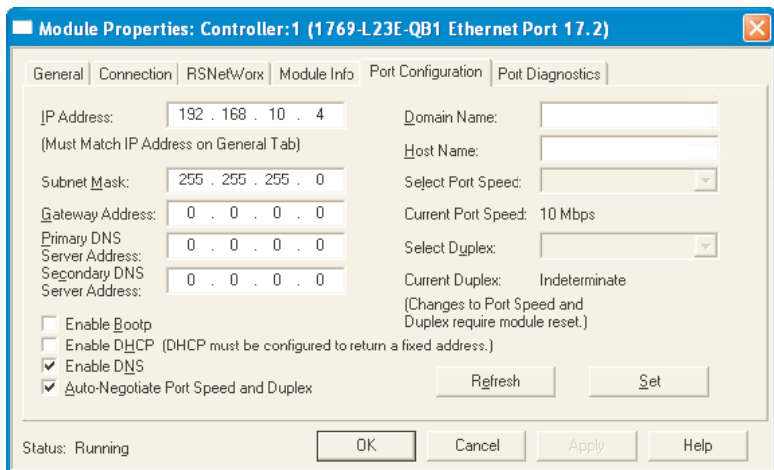 Module Properties: Controller:1 (1769-L23E-QB1 Ethernet Port 17.2)
General Connection RSNetWorx Module Info Port Configuration Port Diagnostics
IP Address: 192 . 168 . 10 . 4
(Must Match IP Address on General Tab)
Subnet Mask: 255 . 255 . 255 . 0
Gateway Address: 0 . 0 . 0 . 0
Primary DNS
Server Address: 0 . 0 . 0 . 0
Secondary DNS
Server Address: 0 . 0 . 0 . 0
Enable Bootp
Enable DHCP (DHCP must be configured to return a fixed address.)
Enable DNS
Auto-Negotiate Port Speed and Duplex
Domain Name:
Host Name:
Select Port Speed:
Current Port Speed: 10 Mbps
Select Duplex:
Current Duplex: Indeterminate
(Changes to Port Speed and
Duplex require module reset.)
Refresh Set
Status: Running
OK Cancel Apply Help